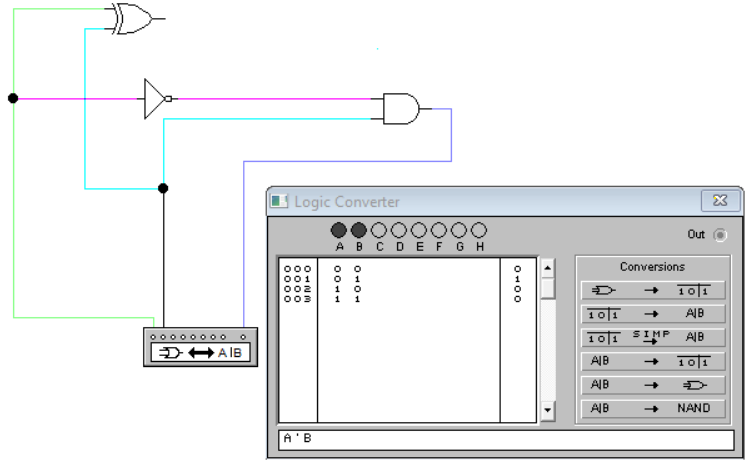 Logic Converter
Out
A B C D E F G H
000 0 0 0
001 0 1 1
002 1 0 0
003 1 1 0
Conversions
→ 1 0|1
1 0|1 → A|B
1 0|1 SIMP → A|B
A|B → 1 0|1
A|B →
A|B → NAND
A'B
A|B